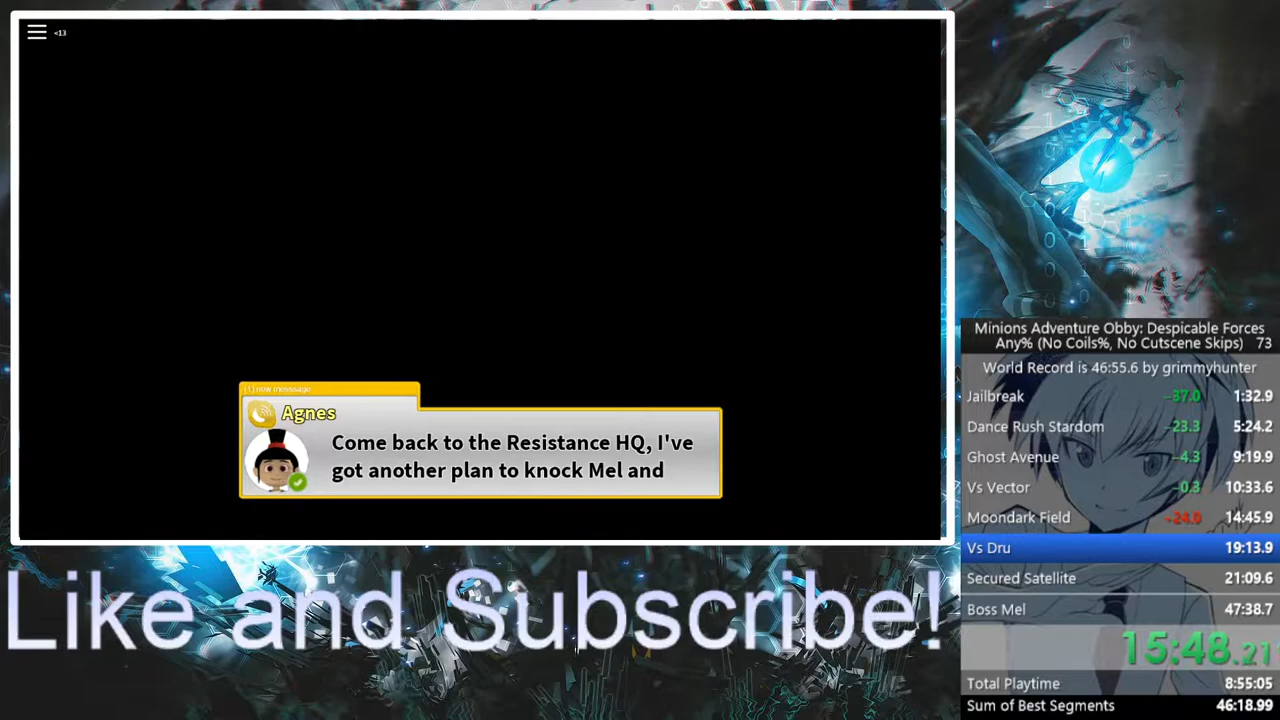 <13
(1) new message
Agnes
Come back to the Resistance HQ, I've
got another plan to knock Mel and
Like and Subscribe!
Minions Adventure Obby: Despicable Forces
Any% (No Coils%, No Cutscene Skips) 73
World Record is 46:55.6 by grimmyhunter
Jailbreak -37.0 1:32.9
Dance Rush Stardom -23.3 5:24.2
Ghost Avenue -4.3 9:19.9
Vs Vector -0.3 10:33.6
Moondark Field -24.0 14:45.9
Vs Dru 19:13.9
Secured Satellite 21:09.6
Boss Mel 47:38.7
15:48.21
Total Playtime 8:55:05
Sum of Best Segments 46:18.99